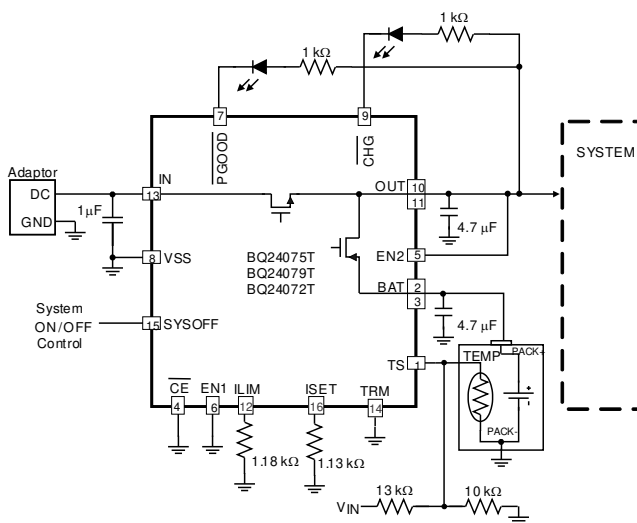 1 kΩ
1 kΩ
7
9
PGOOD
CHG
Adaptor
DC
GND
IN
13
1 μF
OUT
10
11
SYSTEM
4.7 μF
8
VSS
BQ24075T
BQ24079T
BQ24072T
EN2
5
BAT
2
3
System
ON/OFF
Control
15
SYSOFF
4.7 μF
TS
1
TEMP
PACK+
+
-
PACK-
CE
EN1
ILIM
ISET
TRM
4
6
12
16
14
1.18 kΩ
1.13 kΩ
VIN
13 kΩ
10 kΩ